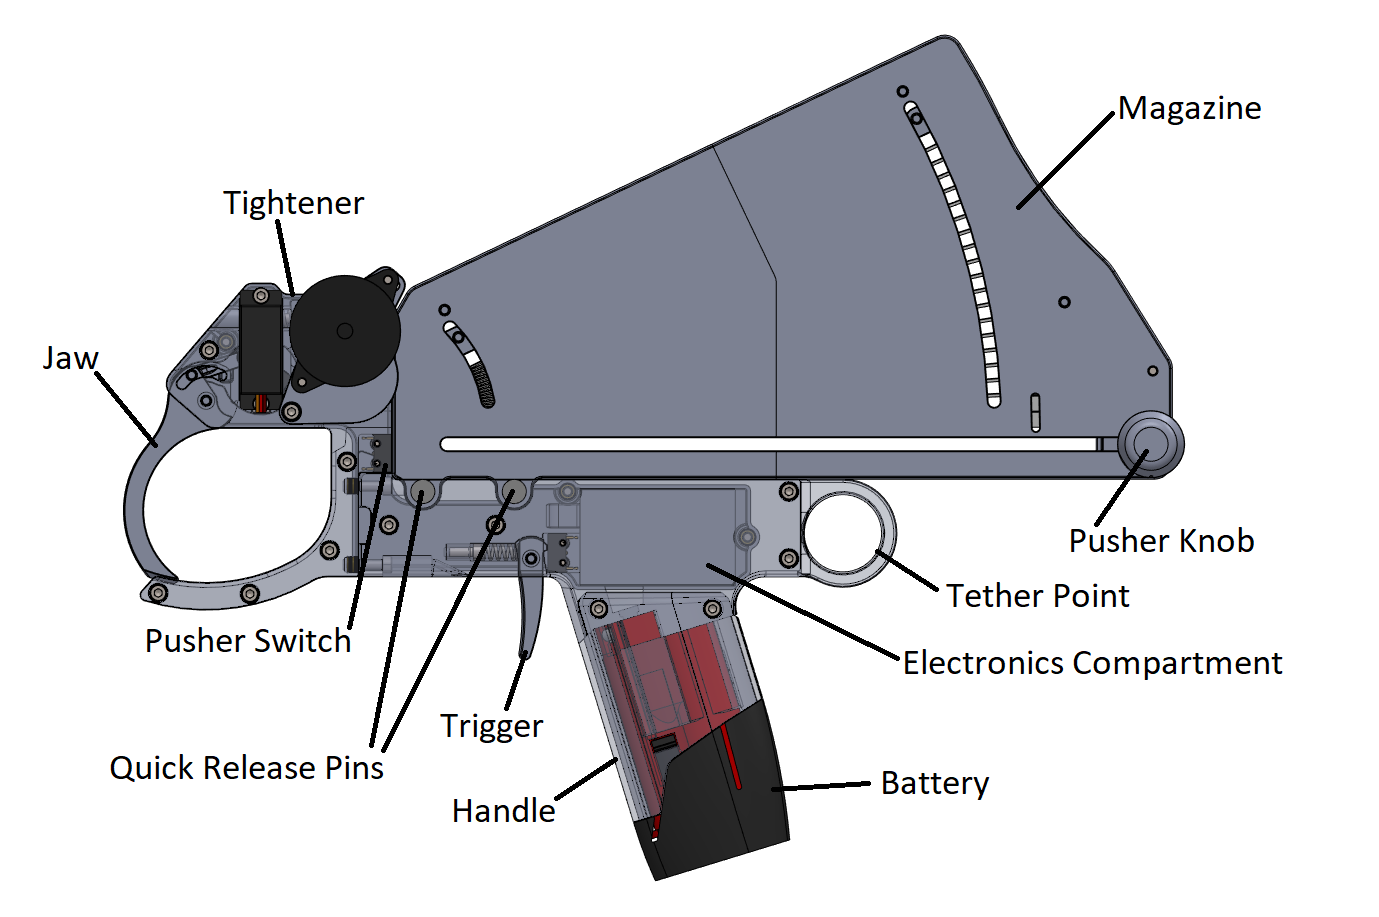 Magazine
Tightener
Jaw
Pusher Knob
Tether Point
Pusher Switch
Electronics Compartment
Trigger
Quick Release Pins
Battery
Handle